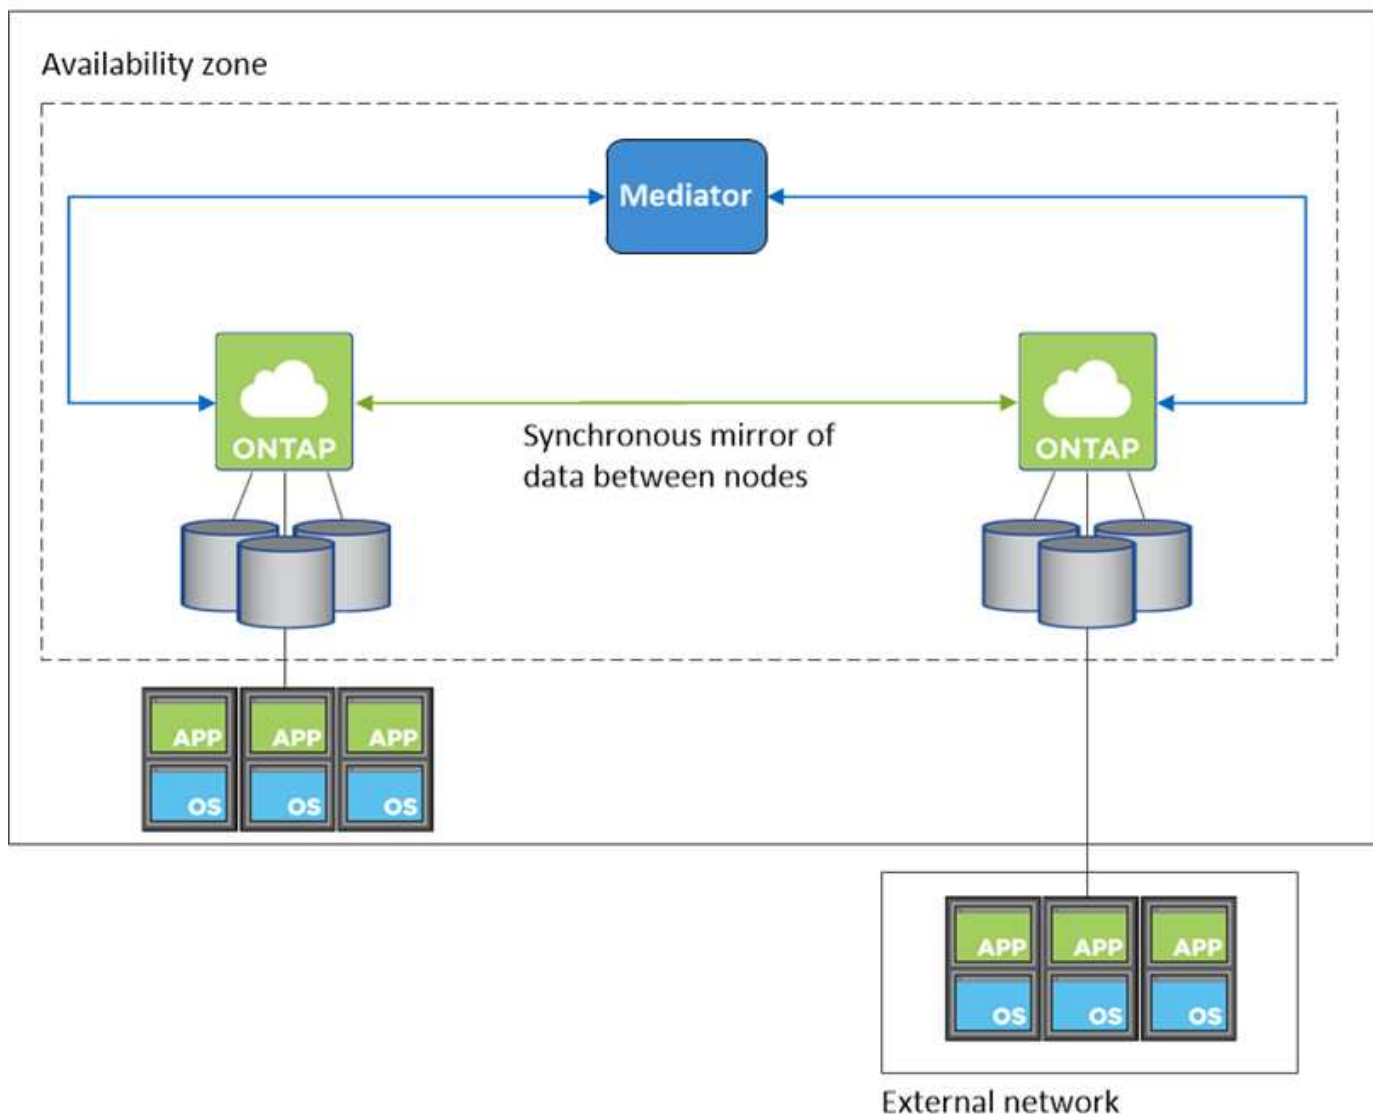 Availability zone
Mediator
ONTAP
ONTAP
Synchronous mirror of
data between nodes
APP
APP
APP
OS
OS
OS
APP
APP
APP
OS
OS
OS
External network